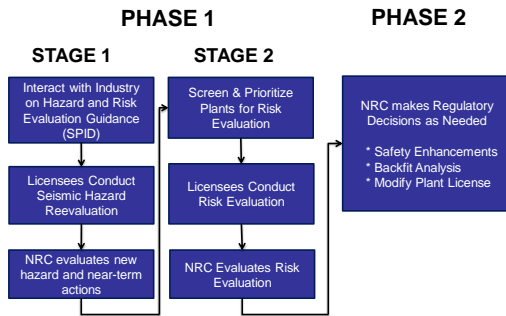 PHASE 1
PHASE 2
STAGE 1
STAGE 2
Interact with Industry
on Hazard and Risk
Evaluation Guidance
(SPID)
Licensees Conduct
Seismic Hazard
Reevaluation
NRC evaluates new
hazard and near-term
actions
Screen & Prioritize
Plants for Risk
Evaluation
Licensees Conduct
Risk Evaluation
NRC Evaluates Risk
Evaluation
NRC makes Regulatory
Decisions as Needed
* Safety Enhancements
* Backfit Analysis
* Modify Plant License